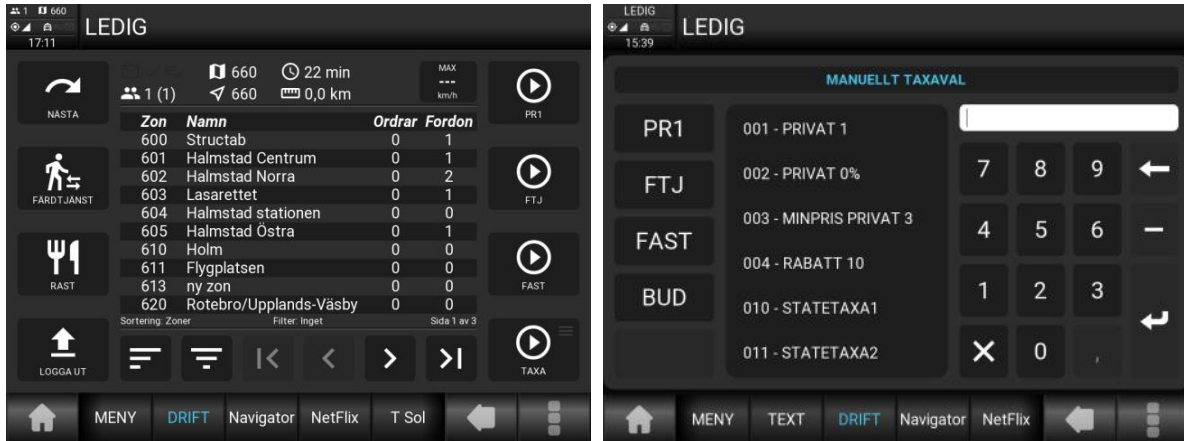 1 660
17:11
LEDIG
NÄSTA
FÄRDTJÄNST
RAST
LOGGA UT
660 22 min
1 (1) 660 0,0 km
MAX
---
km/h
Zon Namn Ordrar Fordon
600 Structab 0 1
601 Halmstad Centrum 0 1
602 Halmstad Norra 0 2
603 Lasarettet 0 1
604 Halmstad stationen 0 0
605 Halmstad Östra 0 1
610 Holm 0 0
611 Flygplatsen 0 0
613 ny zon 0 0
620 Rotebro/Upplands-Väsby 0 0
Sortering: Zoner Filter: Inget Sida 1 av 3
PR1
FTJ
FAST
TAXA
MENY DRIFT Navigator NetFlix T Sol
LEDIG
15:39
LEDIG
MANUELLT TAXAVAL
PR1
FTJ
FAST
BUD
001 - PRIVAT 1
002 - PRIVAT 0%
003 - MINPRIS PRIVAT 3
004 - RABATT 10
010 - STATETAXA1
011 - STATETAXA2
7 8 9
4 5 6 –
1 2 3
0 ,
MENY TEXT DRIFT Navigator NetFlix